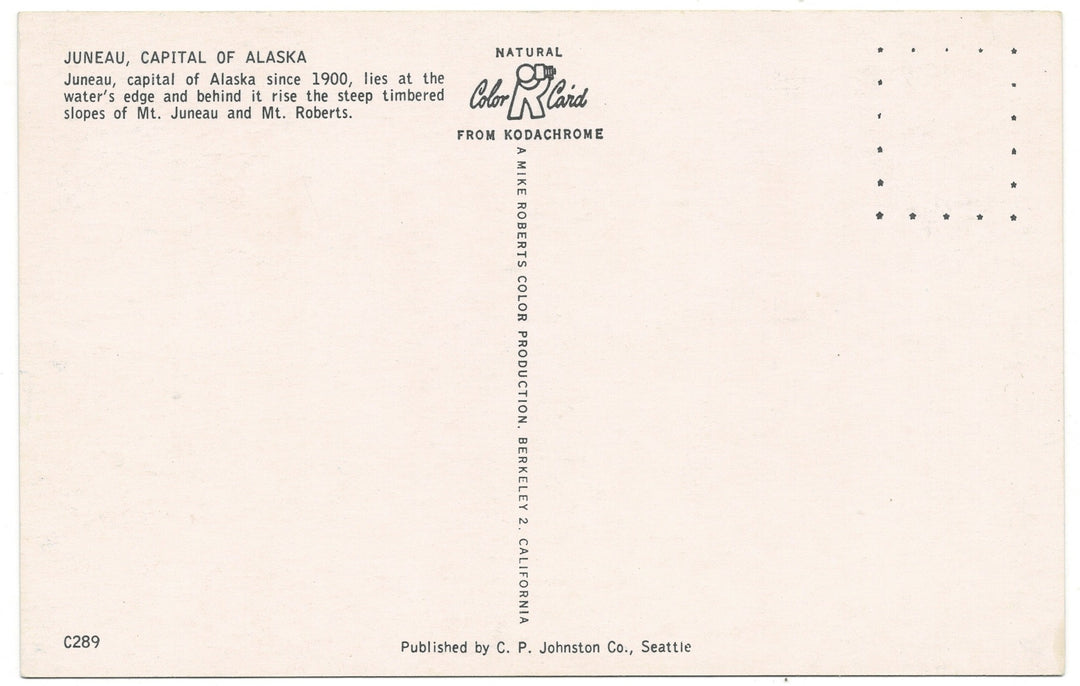 JUNEAU, CAPITAL OF ALASKA
Juneau, capital of Alaska since 1900, lies at the
water's edge and behind it rise the steep timbered
slopes of Mt. Juneau and Mt. Roberts.
NATURAL
Color Card
FROM KODACHROME
A MIKE ROBERTS COLOR PRODUCTION. BERKELEY 2. CALIFORNIA
C289
Published by C. P. Johnston Co., Seattle